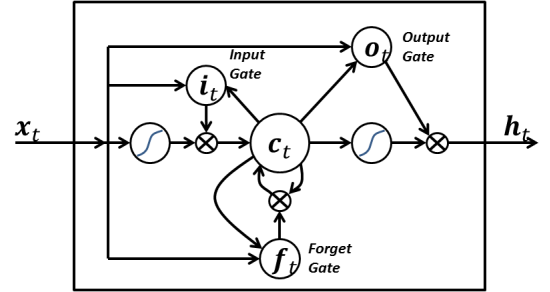 Input
Gate
o_t
Output
Gate
i_t
x_t
c_t
h_t
f_t
Forget
Gate